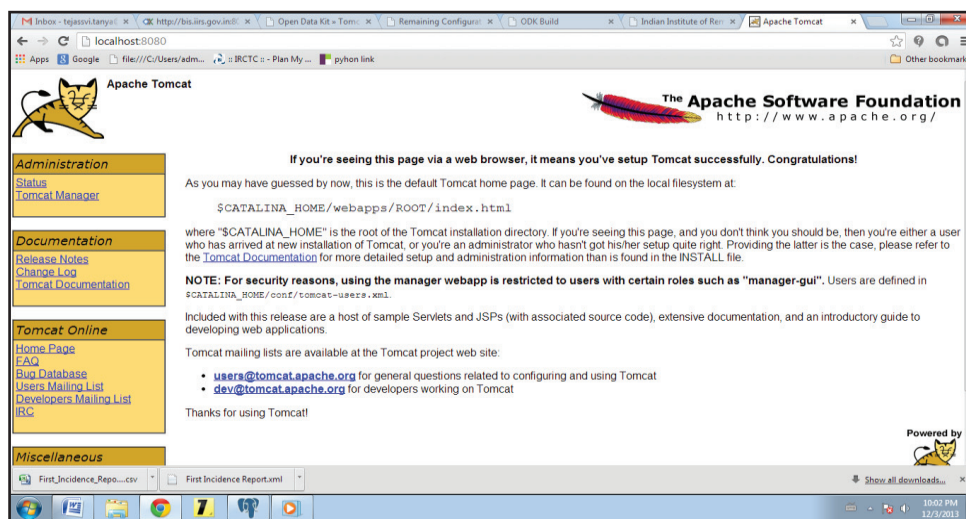 Inbox - tejassvi.tanya
http://bis.iirs.gov.in:8
Open Data Kit » Tomc
Remaining Configurat
ODK Build
Indian Institute of Rem
Apache Tomcat
localhost:8080
Apps
Google
file:///C:/Users/adm...
:: IRCTC :: - Plan My ...
pyhon link
Other bookmark
Apache Tomcat
The Apache Software Foundation
http://www.apache.org/
Administration
Status
Tomcat Manager
Documentation
Release Notes
Change Log
Tomcat Documentation
Tomcat Online
Home Page
FAQ
Bug Database
Users Mailing List
Developers Mailing List
IRC
Miscellaneous
If you're seeing this page via a web browser, it means you've setup Tomcat successfully. Congratulations!
As you may have guessed by now, this is the default Tomcat home page. It can be found on the local filesystem at:
$CATALINA_HOME/webapps/ROOT/index.html
where "$CATALINA_HOME" is the root of the Tomcat installation directory. If you're seeing this page, and you don't think you should be, then you're either a user
who has arrived at new installation of Tomcat, or you're an administrator who hasn't got his/her setup quite right. Providing the latter is the case, please refer to
the Tomcat Documentation for more detailed setup and administration information than is found in the INSTALL file.
NOTE: For security reasons, using the manager webapp is restricted to users with certain roles such as "manager-gui". Users are defined in
$CATALINA_HOME/conf/tomcat-users.xml.
Included with this release are a host of sample Servlets and JSPs (with associated source code), extensive documentation, and an introductory guide to
developing web applications.
Tomcat mailing lists are available at the Tomcat project web site:
users@tomcat.apache.org for general questions related to configuring and using Tomcat
dev@tomcat.apache.org for developers working on Tomcat
Thanks for using Tomcat!
Powered by
First_Incidence_Repo....csv
First Incidence Report.xml
Show all downloads...
10:02 PM
12/3/2013